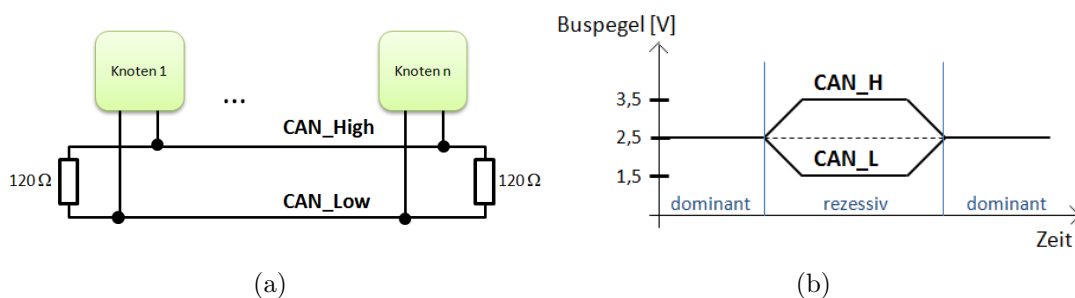 Knoten 1
Knoten n
...
CAN_High
120 Ω
120 Ω
CAN_Low
(a)
Buspegel [V]
CAN_H
3,5
2,5
CAN_L
1,5
dominant rezessiv dominant
Zeit
(b)